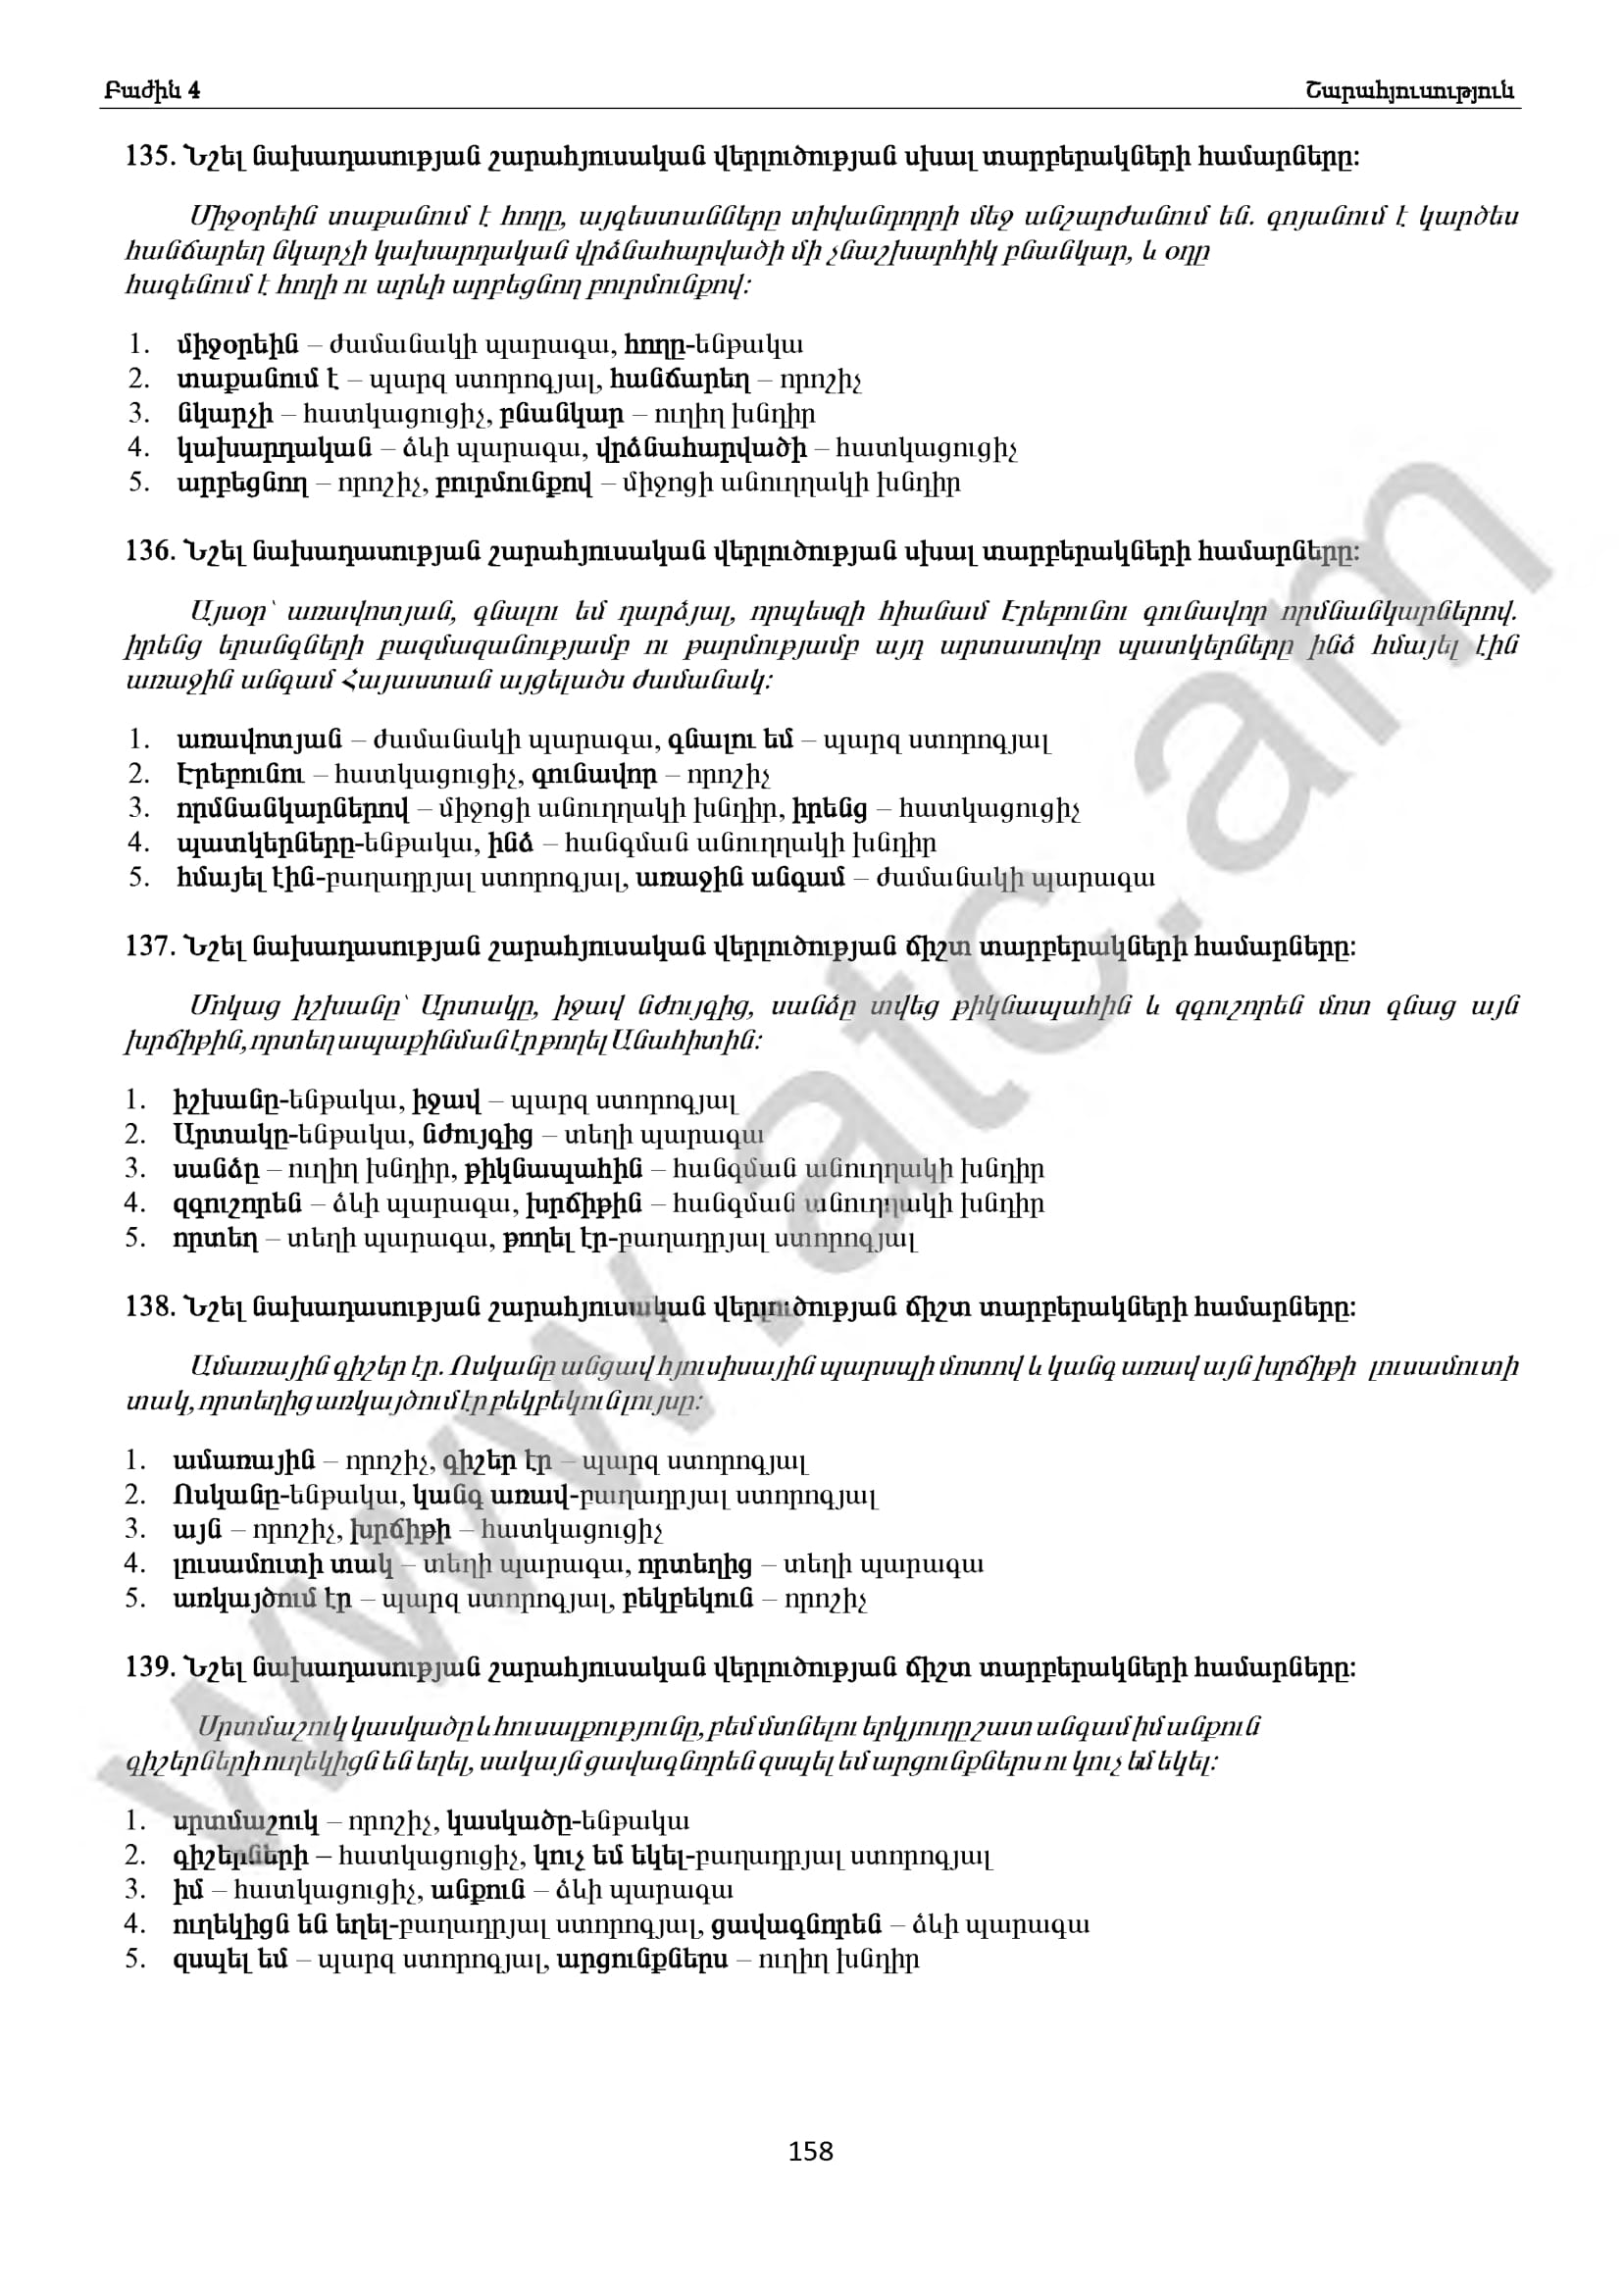 Բաժին 4 Շարահյուսություն
135. Նշել նախադասության շարահյուսական վերլուծության սխալ տարբերակների համարները:
Միջօրեին տաքանում է հողը, այգեստանները տիվանդորրի մեջ անշարժանում են. գոյանում է կարծես
հանճարեղ նկարչի կախարդական վրձնահարվածի մի չնաշխարհիկ բնանկար, և օդը
հագենում է հողի ու արևի արբեցնող բուրմունքով:
1. միջօրեին – ժամանակի պարագա, հողը-ենթակա
2. տաքանում է – պարզ ստորոգյալ, հանճարեղ – որոշիչ
3. նկարչի – հատկացուցիչ, բնանկար – ուղիղ խնդիր
4. կախարդական – ձևի պարագա, վրձնահարվածի – հատկացուցիչ
5. արբեցնող – որոշիչ, բուրմունքով – միջոցի անուղղակի խնդիր
136. Նշել նախադասության շարահյուսական վերլուծության սխալ տարբերակների համարները:
Այսօր՝ առավոտյան, գնալու եմ դարձյալ, որպեսզի հիանամ Էրեբունու գունավոր որմնանկարներով.
իրենց երանգների բազմազանությամբ ու թարմությամբ այդ արտասովոր պատկերները ինձ հմայել էին
առաջին անգամ Հայաստան այցելածս ժամանակ:
1. առավոտյան – ժամանակի պարագա, գնալու եմ – պարզ ստորոգյալ
2. Էրեբունու – հատկացուցիչ, գունավոր – որոշիչ
3. որմնանկարներով – միջոցի անուղղակի խնդիր, իրենց – հատկացուցիչ
4. պատկերները-ենթակա, ինձ – հանգման անուղղակի խնդիր
5. հմայել էին-բաղադրյալ ստորոգյալ, առաջին անգամ – ժամանակի պարագա
137. Նշել նախադասության շարահյուսական վերլուծության ճիշտ տարբերակների համարները:
Մոկաց իշխանը՝ Արտակը, իջավ նժույգից, սանձը տվեց թիկնապահին և զգուշորեն մոտ գնաց այն
խրճիթին, որտեղ ապաքինման էր թողել Անահիտին:
1. իշխանը-ենթակա, իջավ – պարզ ստորոգյալ
2. Արտակը-ենթակա, նժույգից – տեղի պարագա
3. սանձը – ուղիղ խնդիր, թիկնապահին – հանգման անուղղակի խնդիր
4. զգուշորեն – ձևի պարագա, խրճիթին – հանգման անուղղակի խնդիր
5. որտեղ – տեղի պարագա, թողել էր-բաղադրյալ ստորոգյալ
138. Նշել նախադասության շարահյուսական վերլուծության ճիշտ տարբերակների համարները:
Ամառային գիշեր էր. Ոսկանը անցավ հյուսիսային պարսպի մոտով և կանգ առավ այն խրճիթի լուսամուտի
տակ, որտեղից առկայծում էր բեկբեկուն լույսը:
1. ամառային – որոշիչ, գիշեր էր – պարզ ստորոգյալ
2. Ոսկանը-ենթակա, կանգ առավ-բաղադրյալ ստորոգյալ
3. այն – որոշիչ, խրճիթի – հատկացուցիչ
4. լուսամուտի տակ – տեղի պարագա, որտեղից – տեղի պարագա
5. առկայծում էր – պարզ ստորոգյալ, բեկբեկուն – որոշիչ
139. Նշել նախադասության շարահյուսական վերլուծության ճիշտ տարբերակների համարները:
Սրտմաշուկ կասկածը և հուսալքությունը, բեմ մտնելու երկյուղը շատ անգամ իմ անքուն
գիշերների ուղեկիցն են եղել, սակայն ցավագնորեն զսպել եմ արցունքներս ու կուչ եմ եկել:
1. սրտմաշուկ – որոշիչ, կասկածը-ենթակա
2. գիշերների – հատկացուցիչ, կուչ եմ եկել-բաղադրյալ ստորոգյալ
3. իմ – հատկացուցիչ, անքուն – ձևի պարագա
4. ուղեկիցն են եղել-բաղադրյալ ստորոգյալ, ցավագնորեն – ձևի պարագա
5. զսպել եմ – պարզ ստորոգյալ, արցունքներս – ուղիղ խնդիր
www.atc.am
158